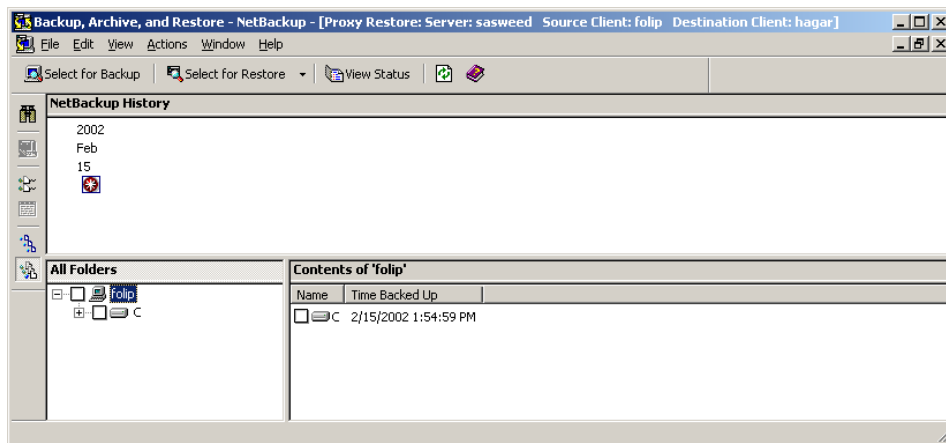 Backup, Archive, and Restore - NetBackup - [Proxy Restore: Server: sasweed   Source Client: folip   Destination Client: hagar]
File Edit View Actions Window Help
Select for Backup Select for Restore View Status
NetBackup History
2002
Feb
15
All Folders
Contents of 'folip'
folip
C
Name Time Backed Up
C 2/15/2002 1:54:59 PM